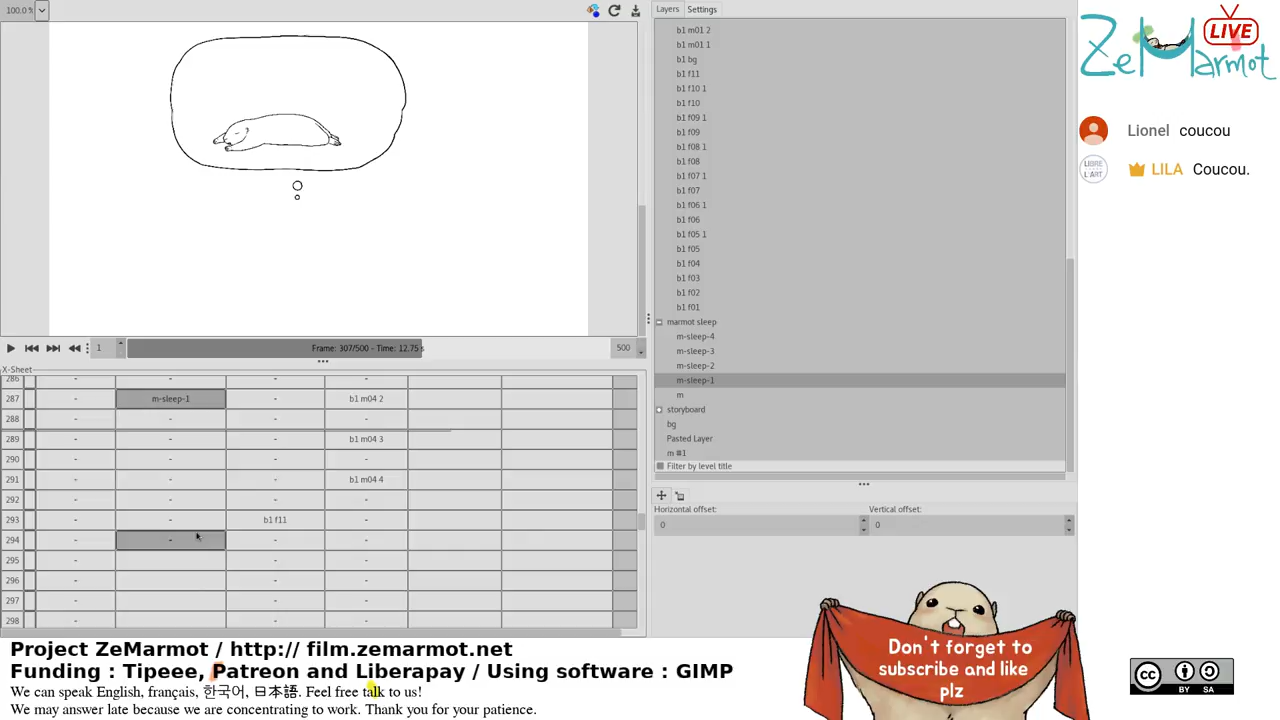 100.0 %
Layers
Settings
b1 m01 2
b1 m01 1
b1 bg
b1 f11
b1 f10 1
b1 f10
b1 f09 1
b1 f09
b1 f08 1
b1 f08
b1 f07 1
b1 f07
b1 f06 1
b1 f06
b1 f05 1
b1 f05
b1 f04
b1 f03
b1 f02
b1 f01
marmot sleep
m-sleep-4
m-sleep-3
m-sleep-2
m-sleep-1
m
storyboard
bg
Pasted Layer
m #1
Filter by level title
Horizontal offset:
Vertical offset:
0
0
1
Frame: 307/500 - Time: 12.75 s
500
X-Sheet
286 - - - -
287 - m-sleep-1 - b1 m04 2
288 - - - -
289 - - - b1 m04 3
290 - - - -
291 - - - b1 m04 4
292 - - - -
293 - - b1 f11 -
294 - - - -
295 - - -
296 - - -
297 - - -
298 - - -
ZeMarmot
LIVE
Lionel coucou
LIBRE
L'ART
LILA Coucou.
Project ZeMarmot / http:// film.zemarmot.net
Funding : Tipeee, Patreon and Liberapay / Using software : GIMP
We can speak English, français, 한국어, 日本語. Feel free talk to us!
We may answer late because we are comcntrating to work. Thank you for your patience.
Don't forget to
subscribe and like
plz
cc
BY SA